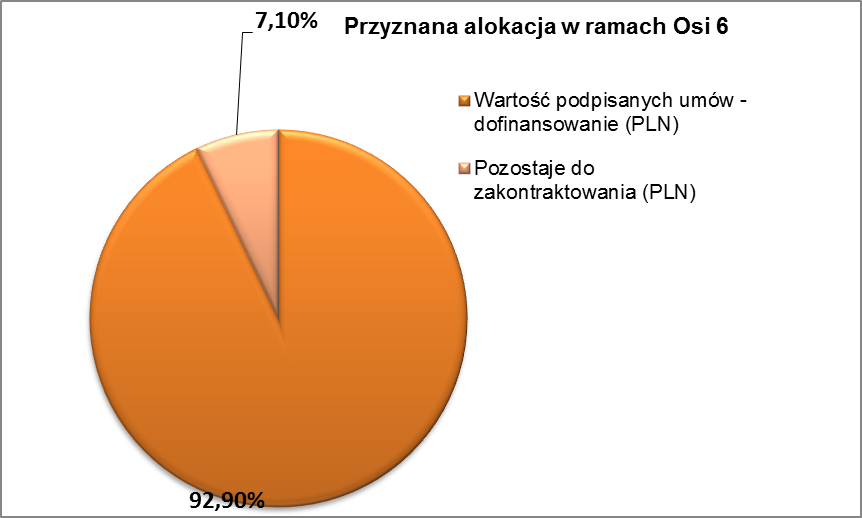 7,10%
Przyznana alokacja w ramach Osi 6
Wartość podpisanych umów -
dofinansowanie (PLN)
Pozostaje do
zakontraktowania (PLN)
92,90%